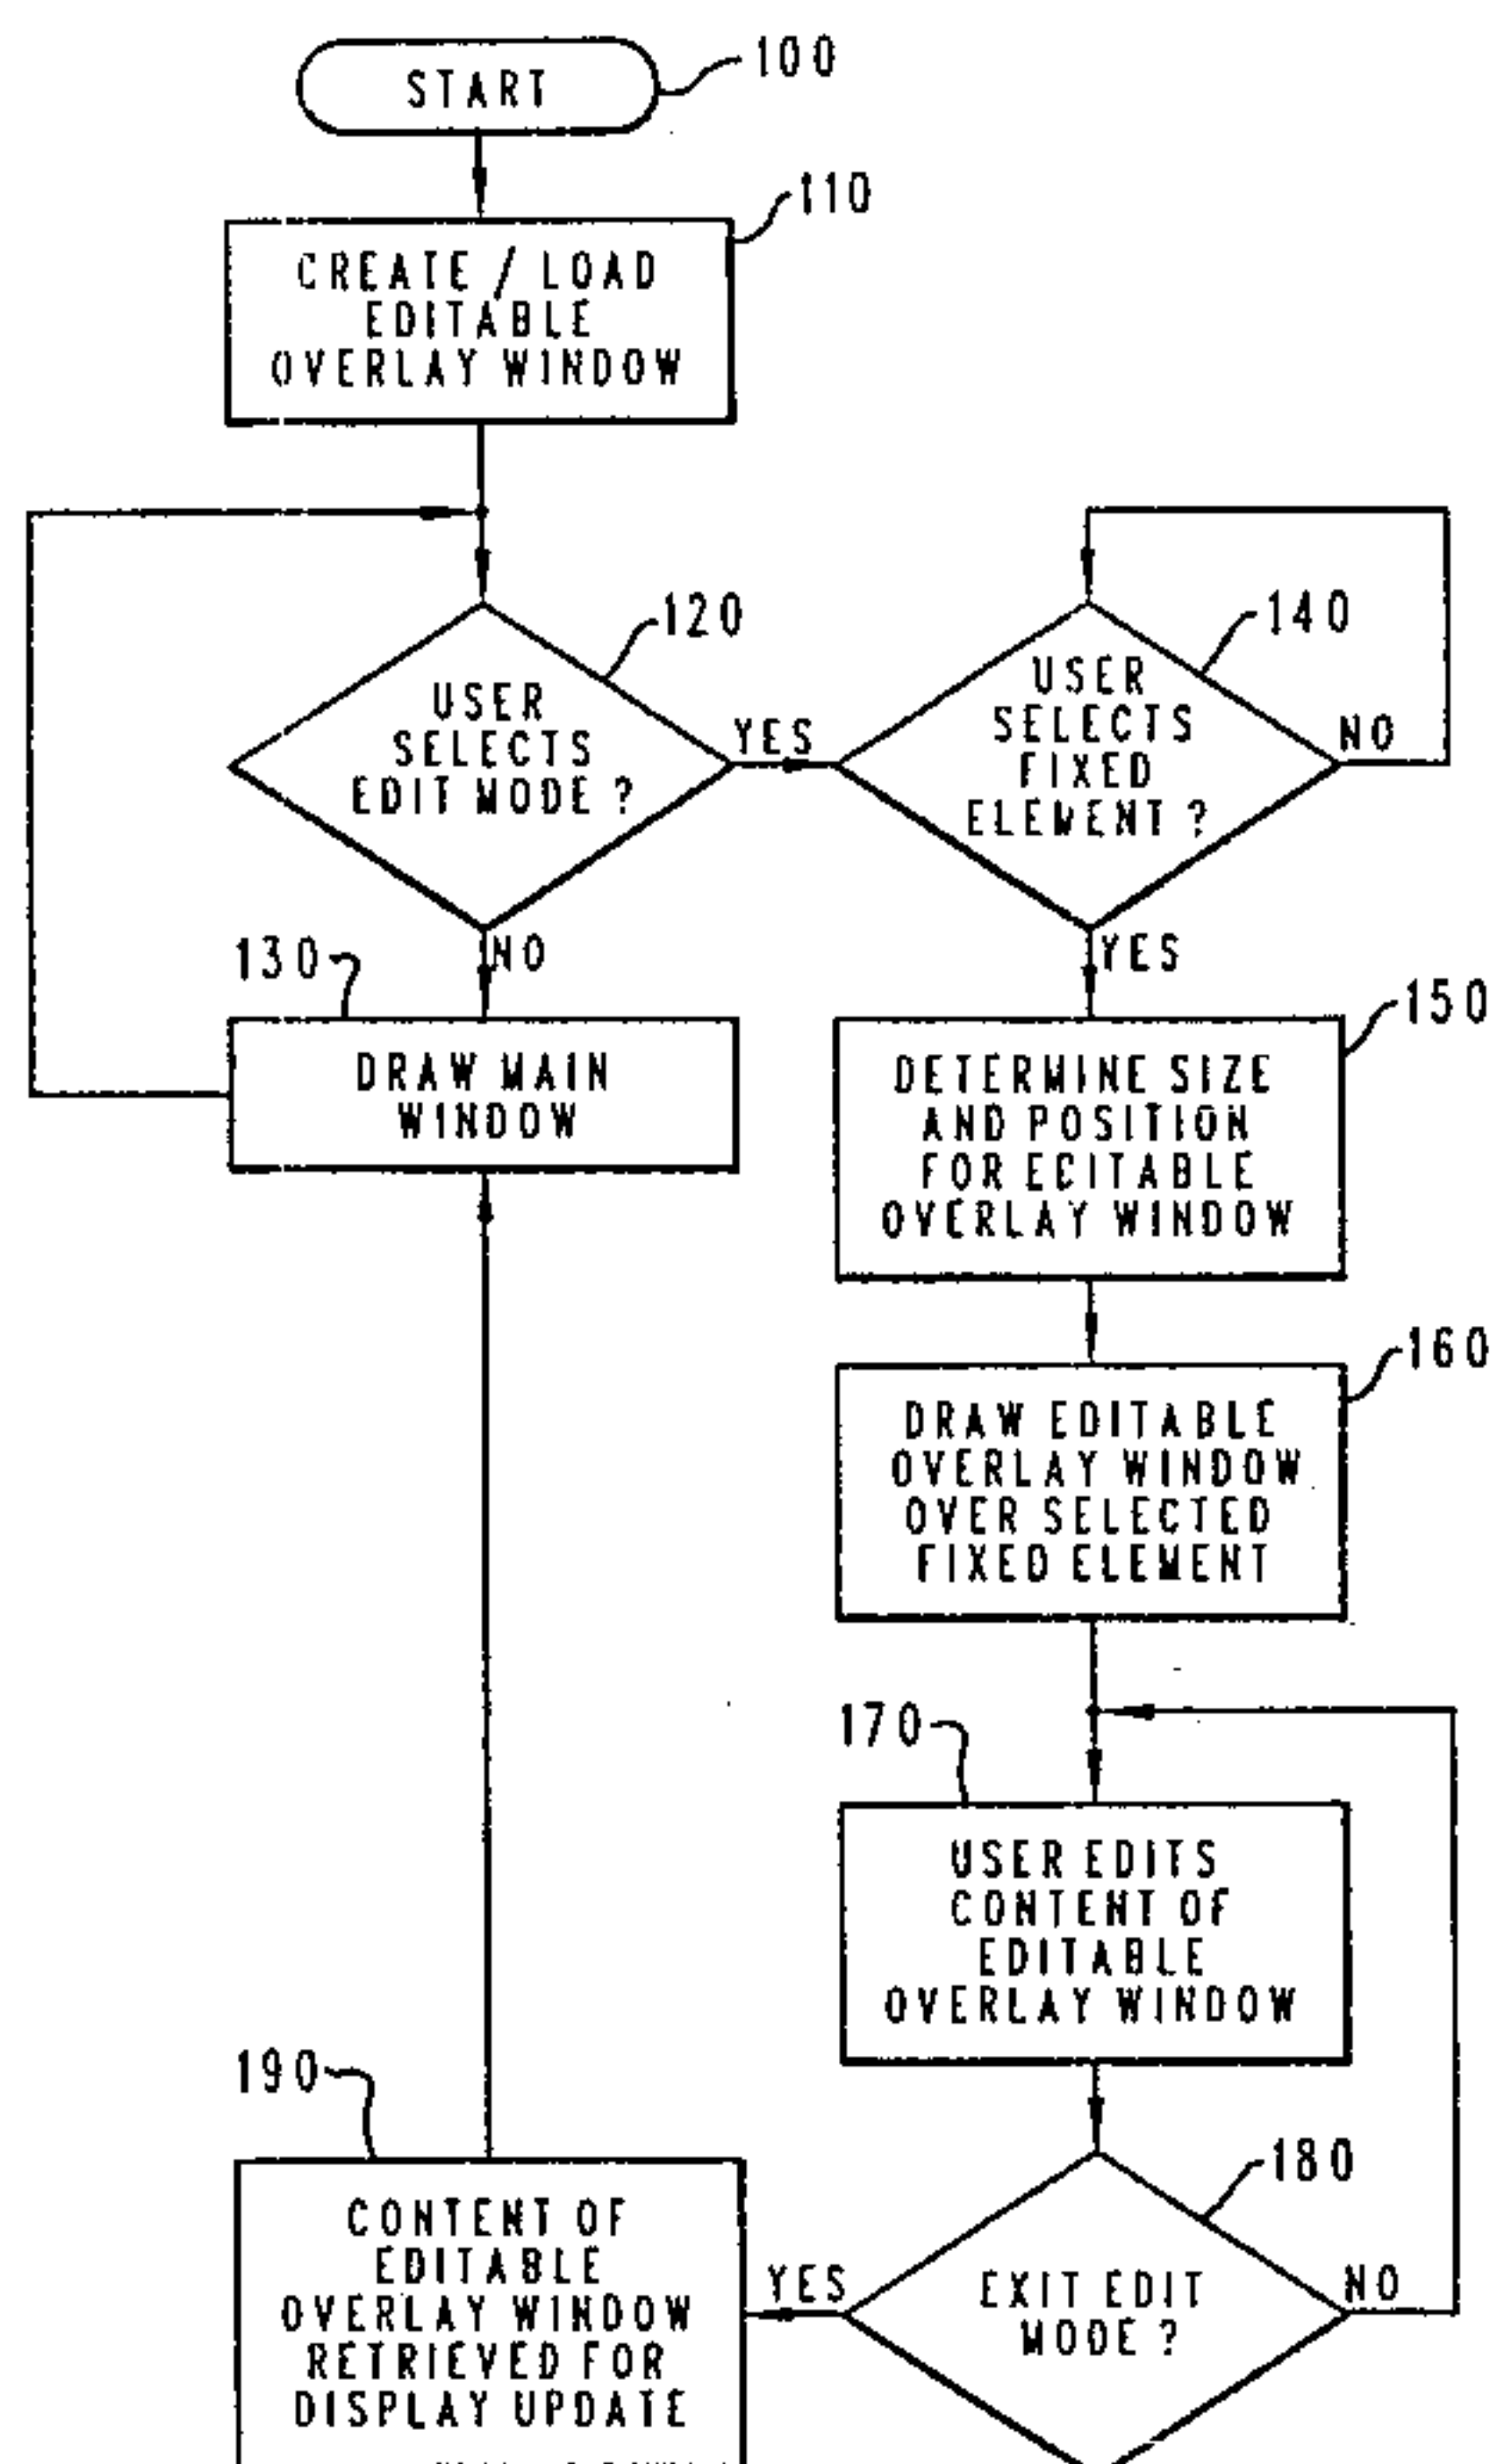 START
100
110
CREATE / LOAD
EDITABLE
OVERLAY WINDOW
120
USER
SELECTS
EDIT MODE ?
YES
NO
140
USER
SELECTS
FIXED
ELEMENT ?
NO
YES
130
DRAW MAIN
WINDOW
150
DETERMINE SIZE
AND POSITION
FOR ECITABLE
OVERLAY WINDOW
160
DRAW EDITABLE
OVERLAY WINDOW
OVER SELECTED
FIXED ELEMENT
170
USER EDITS
CONTENT OF
EDITABLE
OVERLAY WINDOW
180
EXIT EDIT
MODE ?
NO
YES
190
CONTENT OF
EDITABLE
OVERLAY WINDOW
RETRIEVED FOR
DISPLAY UPDATE